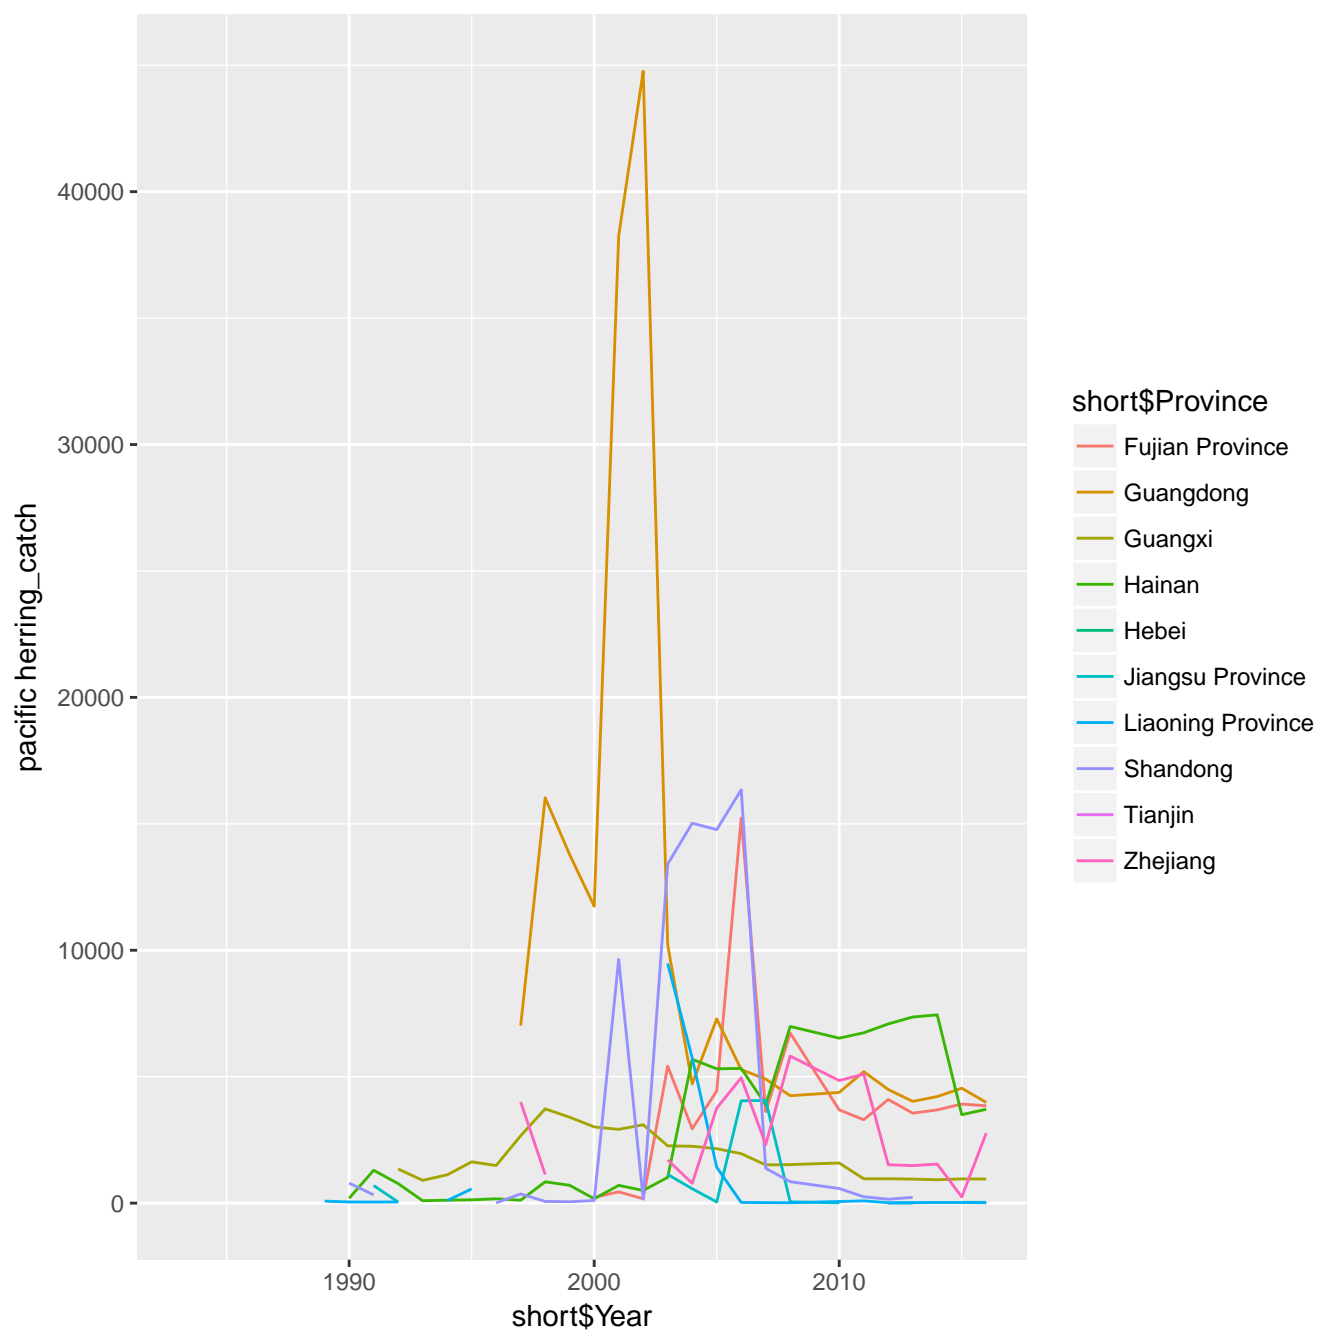 40000
30000
20000
10000
0
pacific herring_catch
1990
2000
2010
short$Year
short$Province
Fujian Province
Guangdong
Guangxi
Hainan
Hebei
Jiangsu Province
Liaoning Province
Shandong
Tianjin
Zhejiang